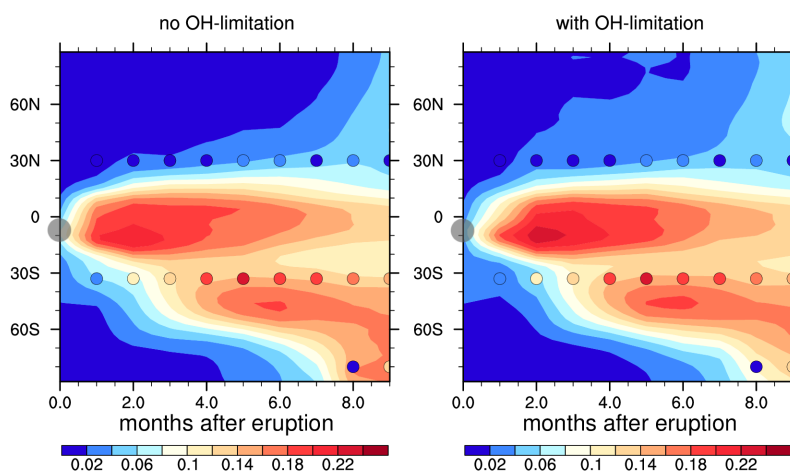 no OH-limitation
with OH-limitation
60N
30N
0
30S
60S
60N
30N
0
30S
60S
0.0 2.0 4.0 6.0 8.0
0.0 2.0 4.0 6.0 8.0
months after eruption
months after eruption
0.02 0.06 0.1 0.14 0.18 0.22
0.02 0.06 0.1 0.14 0.18 0.22